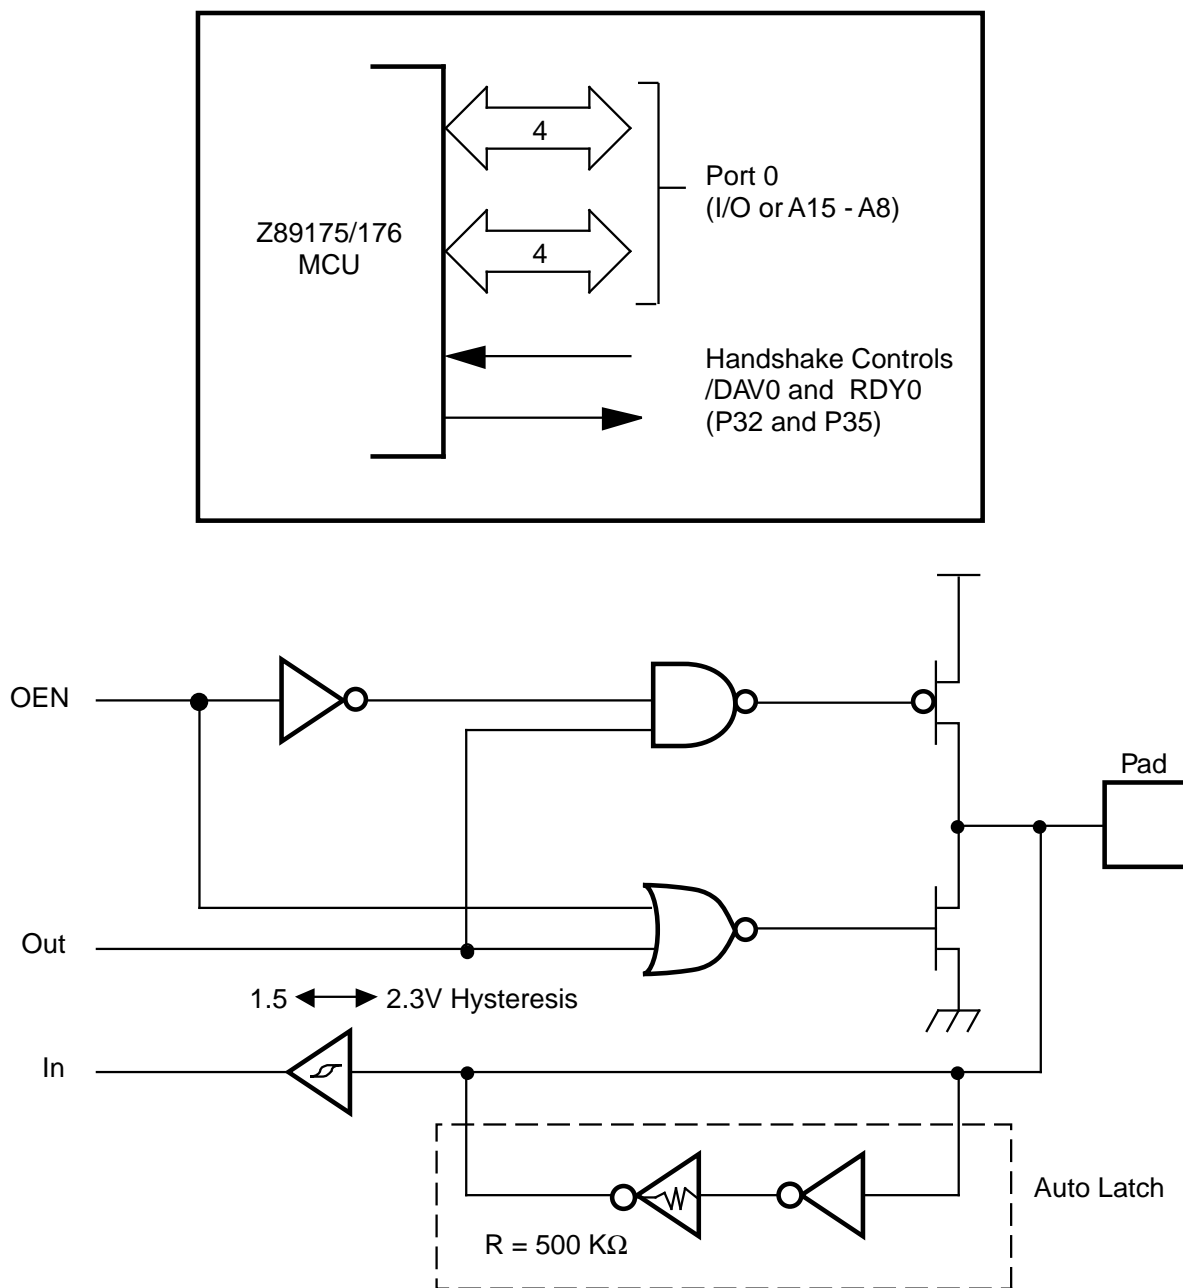 4
Port 0
(I/O or A15 - A8)
Z89175/176
MCU
4
Handshake Controls
/DAV0 and RDY0
(P32 and P35)
OEN
Pad
Out
1.5 2.3V Hysteresis
In
Auto Latch
R = 500 KΩ